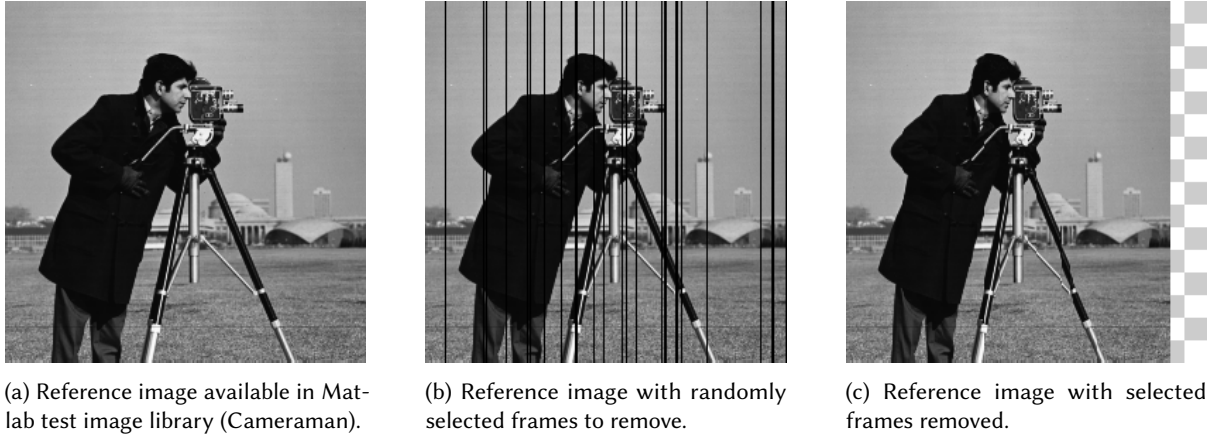 (a) Reference image available in Mat-
lab test image library (Cameraman).
(b) Reference image with randomly
selected frames to remove.
(c) Reference image with selected
frames removed.